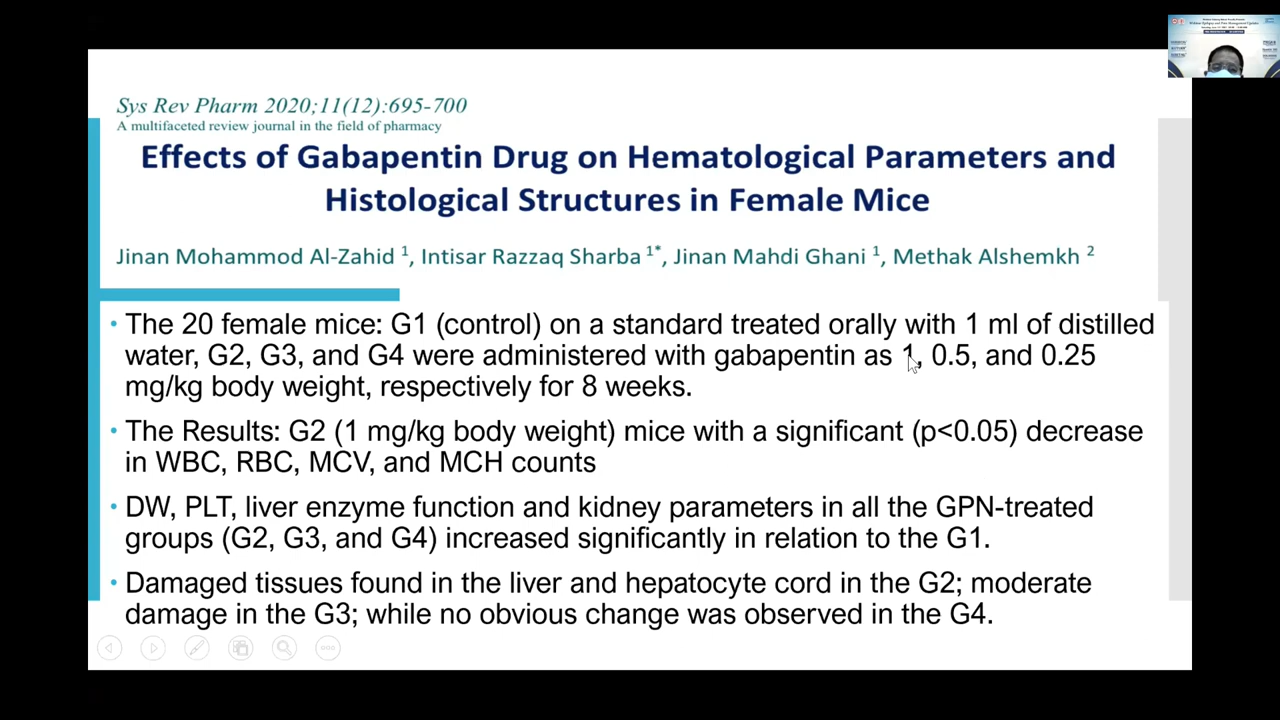 Sys Rev Pharm 2020;11(12):695-700
A multifaceted review journal in the field of pharmacy
Effects of Gabapentin Drug on Hematological Parameters and
Histological Structures in Female Mice
Jinan Mohammod Al-Zahid 1, Intisar Razzaq Sharba 1*, Jinan Mahdi Ghani 1, Methak Alshemkh 2
• The 20 female mice: G1 (control) on a standard treated orally with 1 ml of distilled
water, G2, G3, and G4 were administered with gabapentin as 1, 0.5, and 0.25
mg/kg body weight, respectively for 8 weeks.
• The Results: G2 (1 mg/kg body weight) mice with a significant (p<0.05) decrease
in WBC, RBC, MCV, and MCH counts
• DW, PLT, liver enzyme function and kidney parameters in all the GPN-treated
groups (G2, G3, and G4) increased significantly in relation to the G1.
• Damaged tissues found in the liver and hepatocyte cord in the G2; moderate
damage in the G3; while no obvious change was observed in the G4.